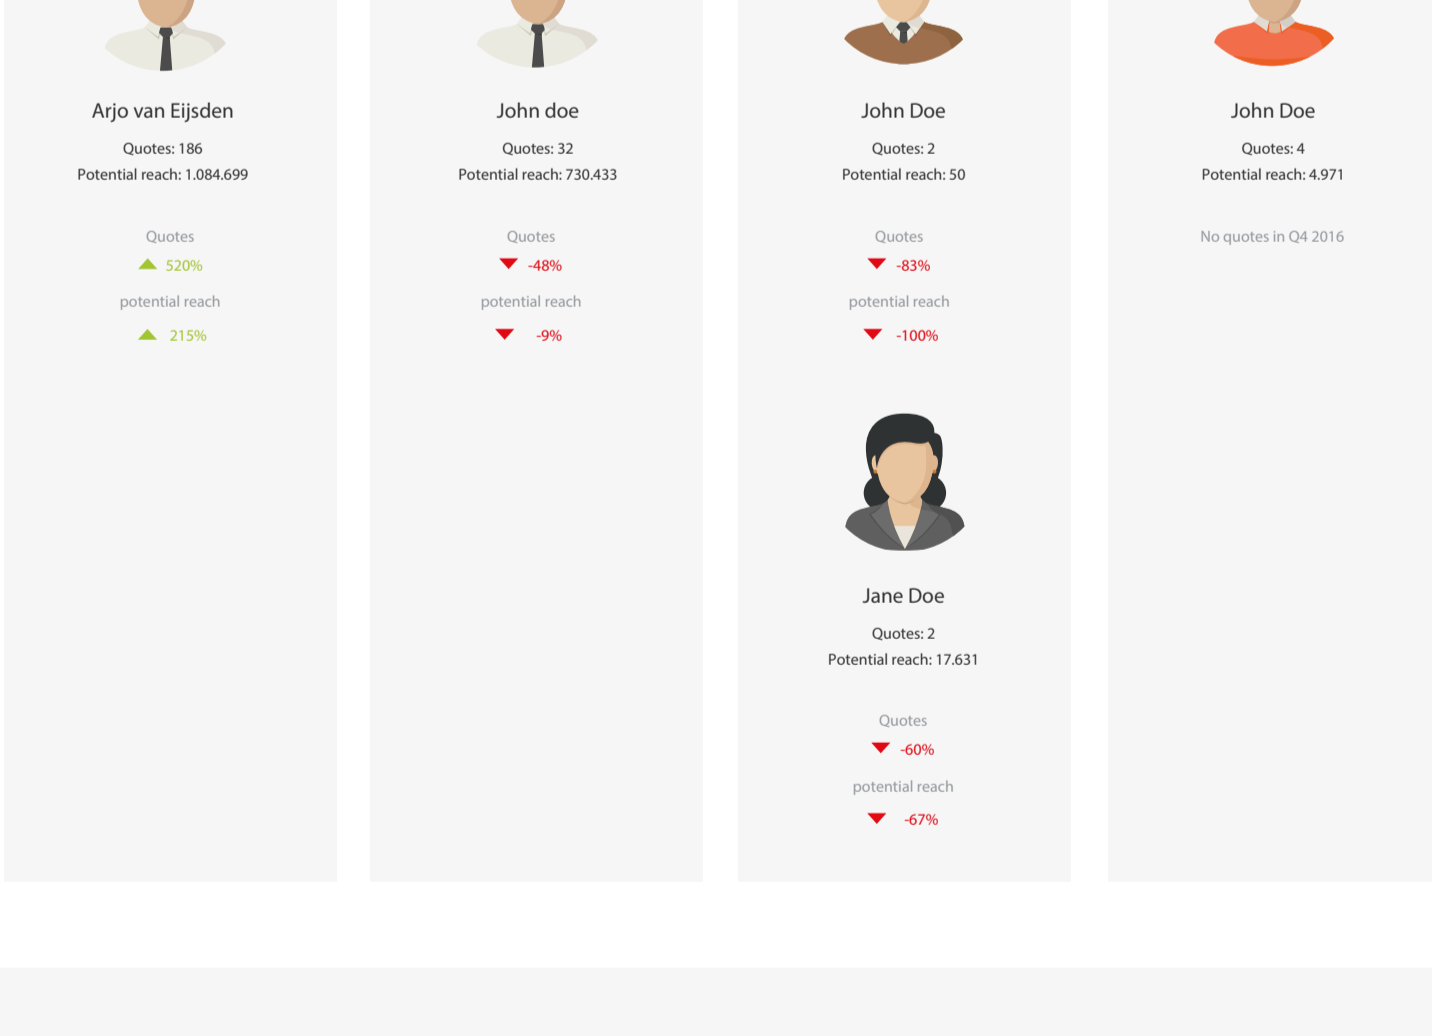 Arjo van Eijsden
Quotes: 186
Potential reach: 1.084.699
Quotes
520%
potential reach
215%
John doe
Quotes: 32
Potential reach: 730.433
Quotes
-48%
potential reach
-9%
John Doe
Quotes: 2
Potential reach: 50
Quotes
-83%
potential reach
-100%
Jane Doe
Quotes: 2
Potential reach: 17.631
Quotes
-60%
potential reach
-67%
John Doe
Quotes: 4
Potential reach: 4.971
No quotes in Q4 2016